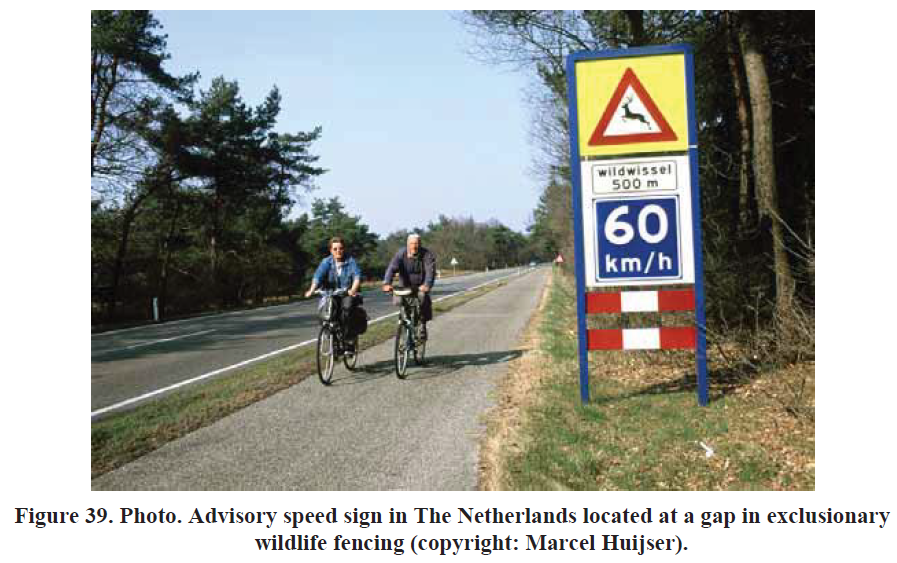 wildwissel
500 m
60
km/h
Figure 39. Photo. Advisory speed sign in The Netherlands located at a gap in exclusionary
wildlife fencing (copyright: Marcel Huijser).